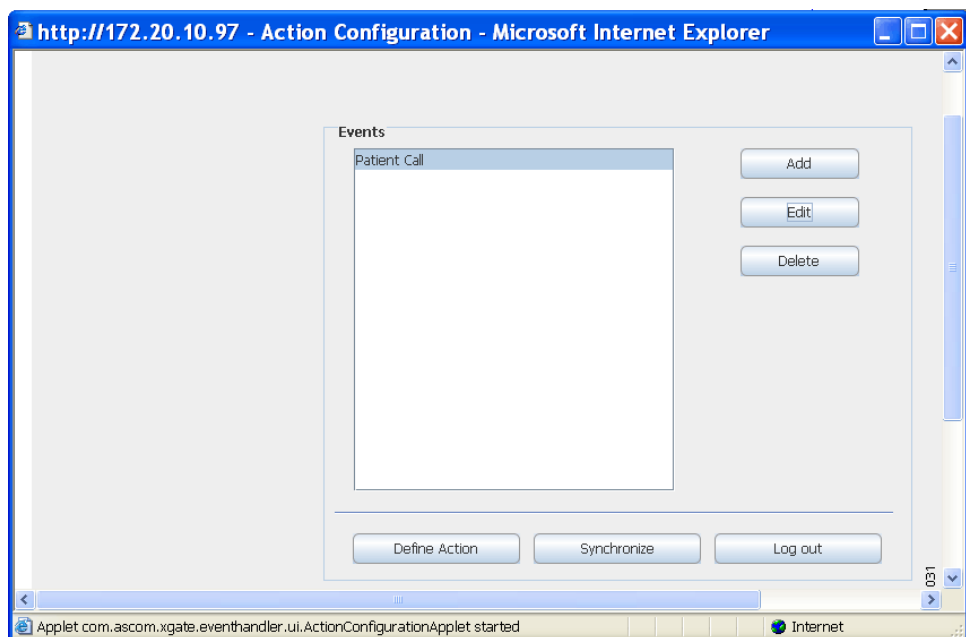 http://172.20.10.97 - Action Configuration - Microsoft Internet Explorer
Events
Patient Call
Add
Edit
Delete
Define Action
Synchronize
Log out
031
Applet com.ascom.xgate.eventhandler.ui.ActionConfigurationApplet started
Internet